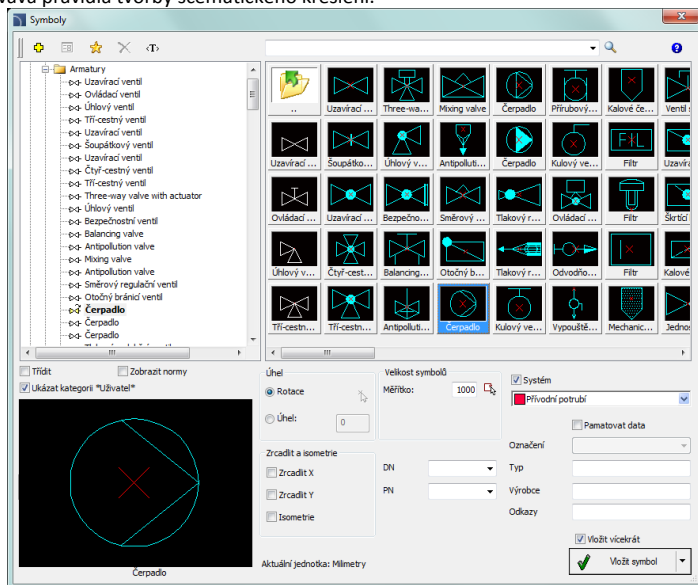 Symboly
Armatury
Uzavírací ventil
Ovládací ventil
Úhlový ventil
Tří-cestný ventil
Uzavírací ventil
Šoupátkový ventil
Uzavírací ventil
Čtyř-cestný ventil
Tří-cestný ventil
Three-way valve with actuator
Úhlový ventil
Bezpečnostní ventil
Balancing valve
Antipollution valve
Mixing valve
Antipollution valve
Směrový regulační ventil
Otočný bránicí ventil
Čerpadlo
Čerpadlo
Čerpadlo
.. Uzavírací ... Three-wa... Mixing valve Čerpadlo Přírubový... Kalové če... Ventil s
Uzavírací ... Šoupátko... Úhlový v... Antipolluti... Čerpadlo Kulový ve... Filtr Uzavíra
F*L
Ovládací ... Uzavírací ... Bezpečno... Směrový ... Tlakový r... Ovládací ... Filtr Škrtící
Úhlový v... Čtyř-cest... Balancing... Otočný b... Tlakový r... Odvodňo... Filtr Kalové
Tří-cestn... Tří-cestn... Antipolluti... Čerpadlo Kulový ve... Vypouště... Mechanic... Jednos
Třídit Zobrazit normy
Ukázat kategorii "Uživatel"
Čerpadlo
Úhel
Rotace
Úhel: 0
Velikost symbolů
Měřítko: 1000
Systém
Přívodní potrubí
Pamatovat data
Označení
Typ
Výrobce
Odkazy
Zrcadlit a isometrie
Zrcadlit X
Zrcadlit Y
Isometrie
DN
PN
Vložit vícekrát
Vložit symbol
Aktuální jednotka: Milimetry